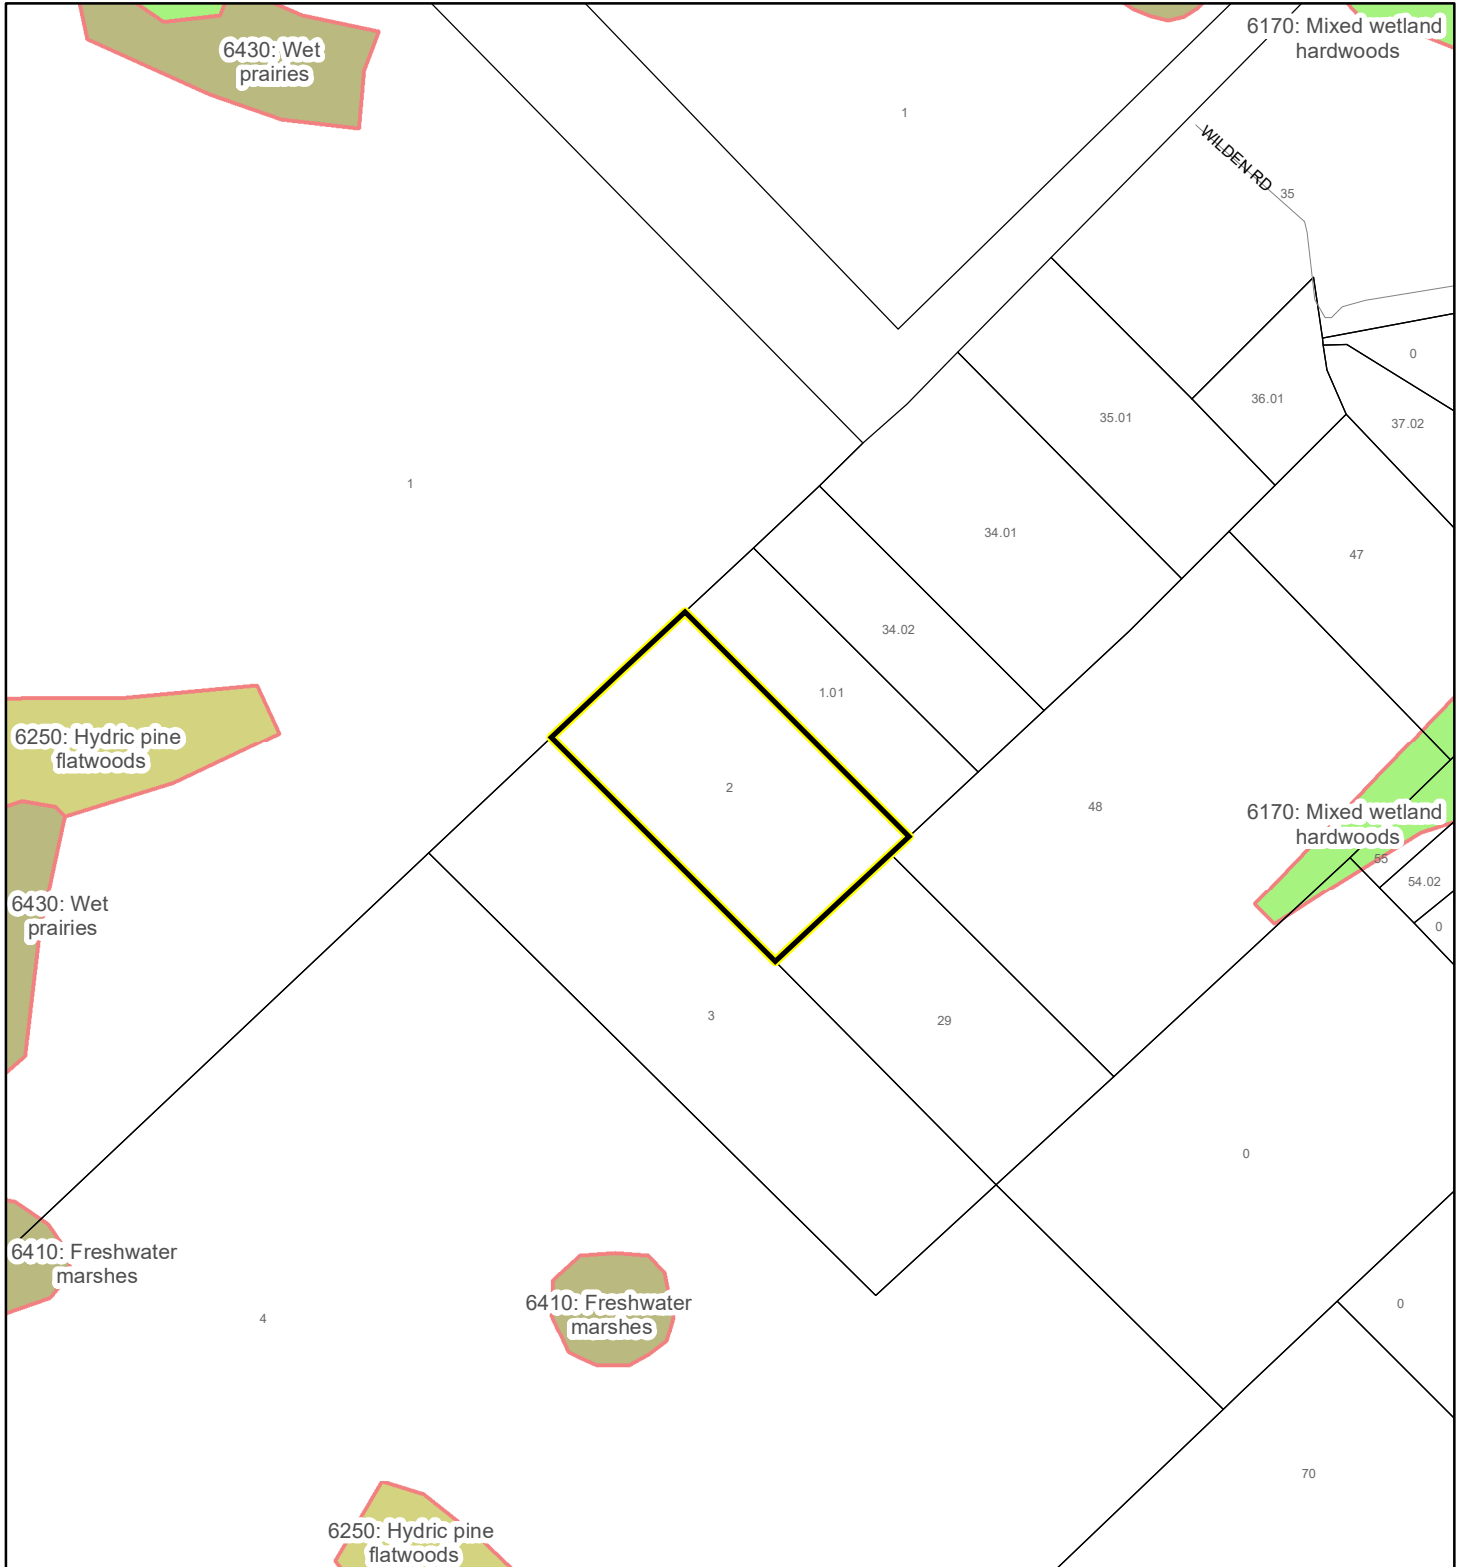 6170: Mixed wetland
hardwoods
6430: Wet
prairies
1
WILDEN RD
35
0
36.01
35.01
37.02
1
34.01
47
34.02
1.01
6250: Hydric pine
flatwoods
2
48
6170: Mixed wetland
hardwoods
55
54.02
6430: Wet
prairies
0
3
29
0
6410: Freshwater
marshes
6410: Freshwater
marshes
0
4
70
6250: Hydric pine
flatwoods